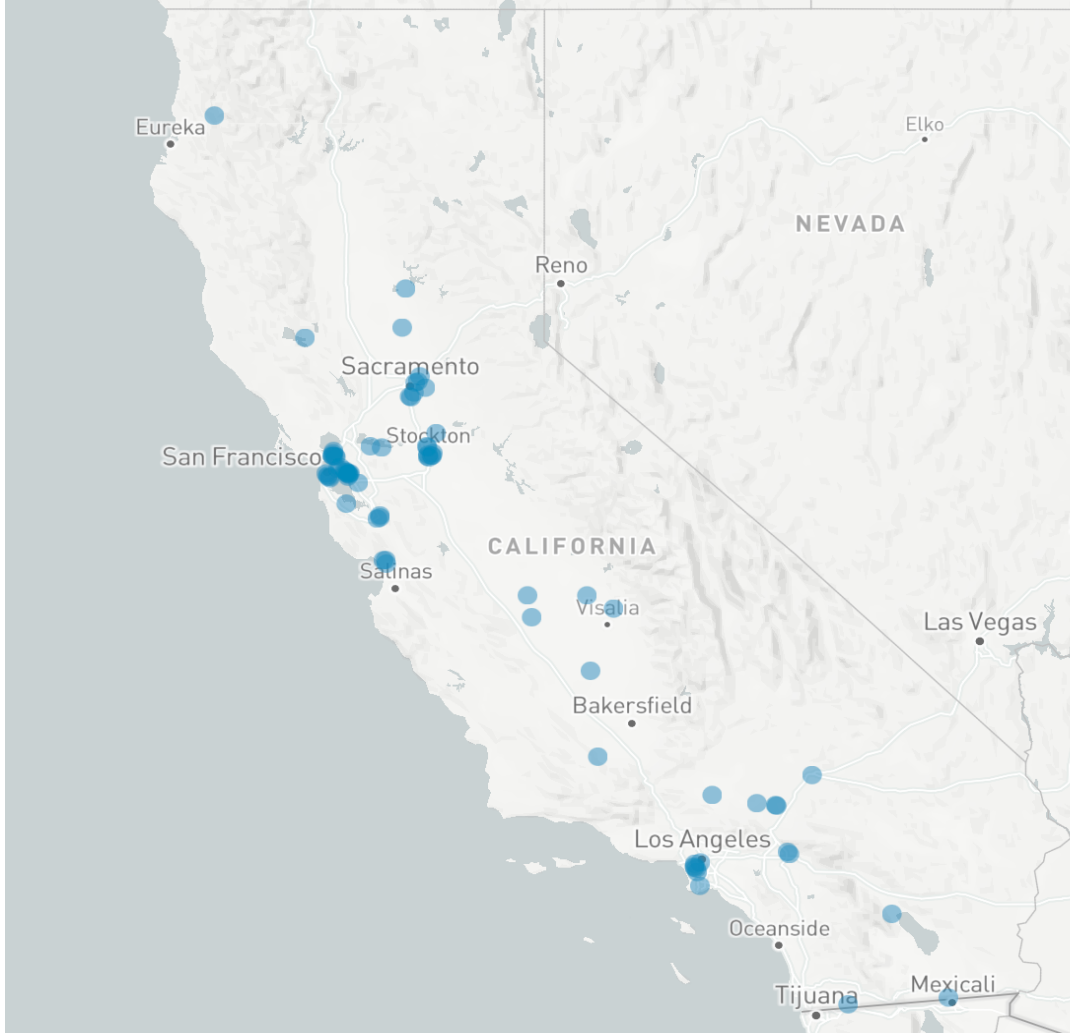 Elko
Eureka
NEVADA
Reno
Sacramento
Stockton
San Francisco
CALIFORNIA
Salinas
Visalia
Las Vegas
Bakersfield
Los Angeles
Oceanside
Mexicali
Tijuana